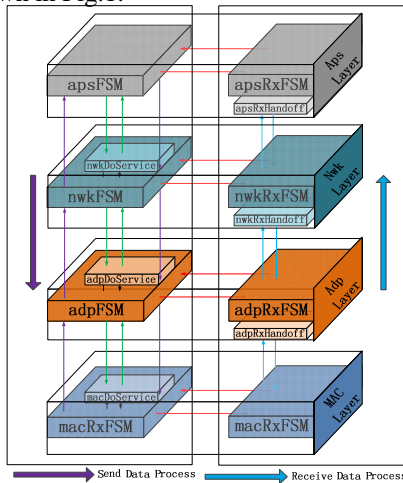 wn in Fig.1.
apsFSM
apsRxFSM
apsRxHandoff
Aps
Layer
nwkDoService
nwkFSM
nwkRxFSM
nwkRxHandoff
Nwk
Layer
adpDoService
adpFSM
adpRxFSM
adpRxHandoff
Adp
Layer
macDoService
macRxFSM
macRxFSM
MAC
Layer
Send Data Process
Receive Data Process